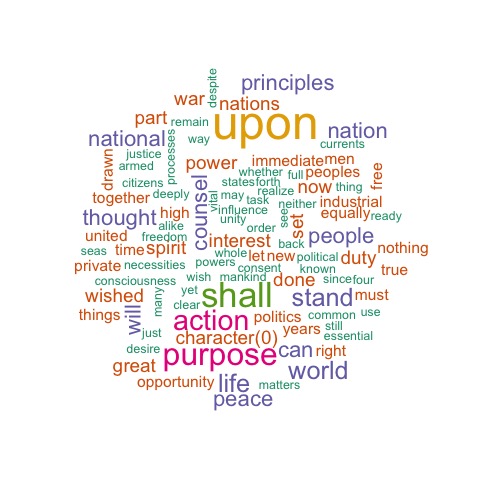 despite
principles
war nations
part remain upon
national way nation
currents
justice processes
armed power immediate men
drawn whether full peoples free
citizens states forth now thing
together deeply vital may task realize neither industrial
thought high counsel influence see set equally ready
alike unity
united freedom order people
seas time spirit interest back nothing
whole let new political duty
private necessities powers consent known true
consciousness wish mankind done since four
wished many yet shall stand must
things will clear action politics common use
just character(0) years still
essential
desire purpose can right
great world
opportunity life matters
peace